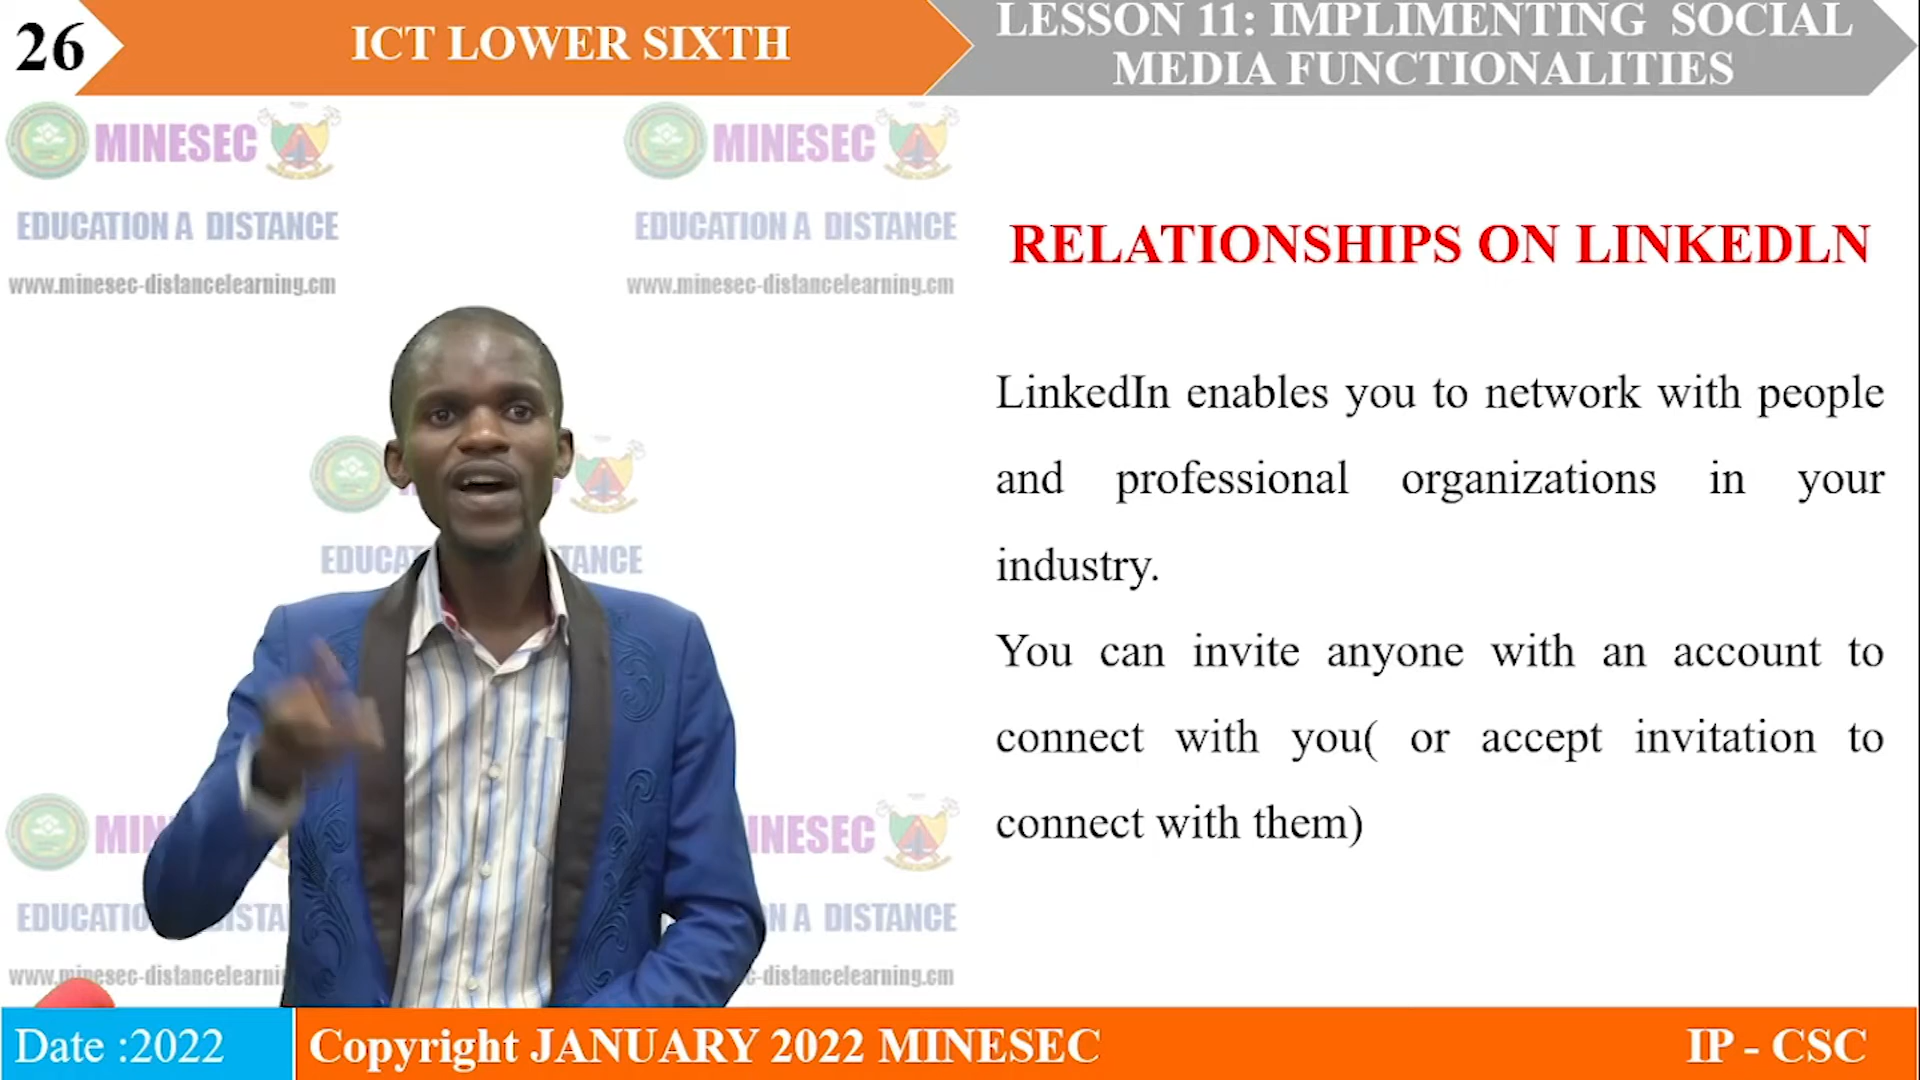 26
ICT LOWER SIXTH
LESSON 11: IMPLIMENTING SOCIAL
MEDIA FUNCTIONALITIES
MINESEC
EDUCATION A DISTANCE
www.minesec-distancelearning.cm
MINESEC
EDUCATION A DISTANCE
www.minesec-distancelearning.cm
RELATIONSHIPS ON LINKEDLN
LinkedIn enables you to network with people
and professional organizations in your
industry.
You can invite anyone with an account to
connect with you( or accept invitation to
connect with them)
Date :2022
Copyright JANUARY 2022 MINESEC
IP - CSC